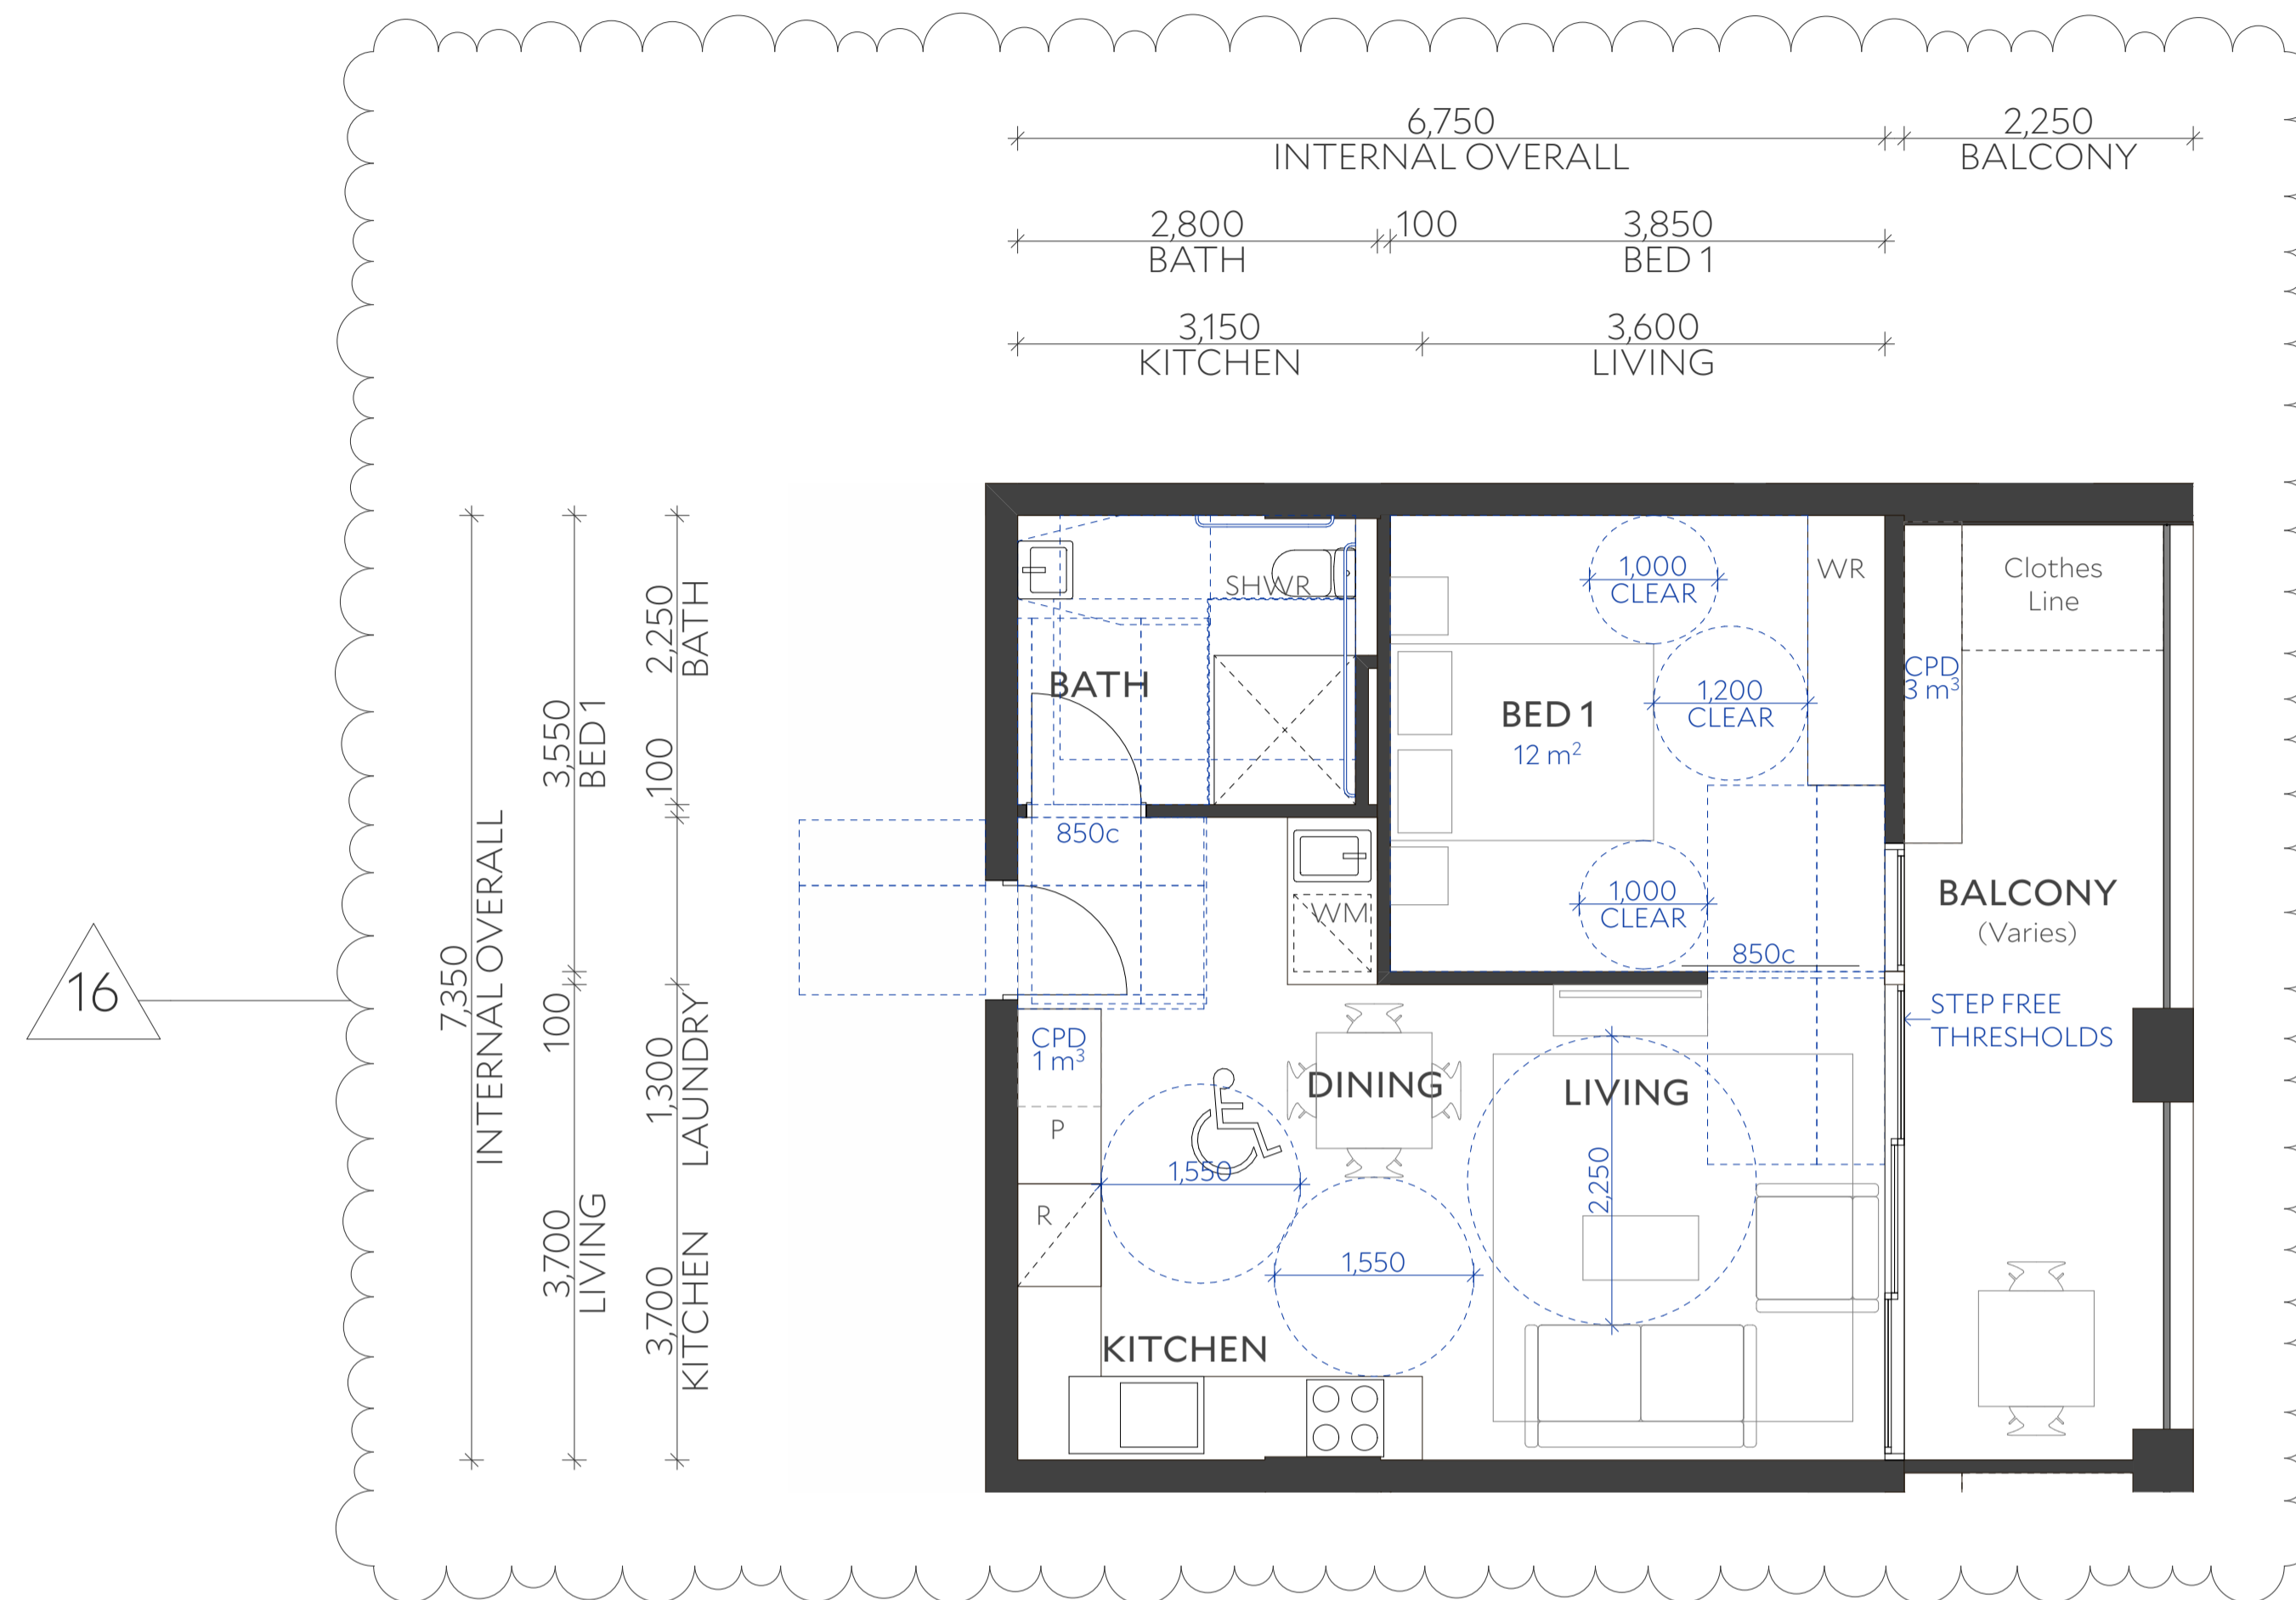 6,750
INTERNAL OVERALL
2,250
BALCONY
2,800
BATH
100
3,850
BED 1
3,150
KITCHEN
3,600
LIVING
7,350
INTERNAL OVERALL
3,550
BED 1
100
3,700
LIVING
2,250
BATH
100
1,300
LAUNDRY
3,700
KITCHEN
16
SHWR
BATH
850c
WM
1,000
CLEAR
WR
1,200
CLEAR
BED 1
12 m²
1,000
CLEAR
850c
Clothes
Line
CPD
3 m³
BALCONY
(Varies)
STEP FREE
THRESHOLDS
CPD
1 m³
P
R
1,550
DINING
LIVING
2,250
1,550
KITCHEN